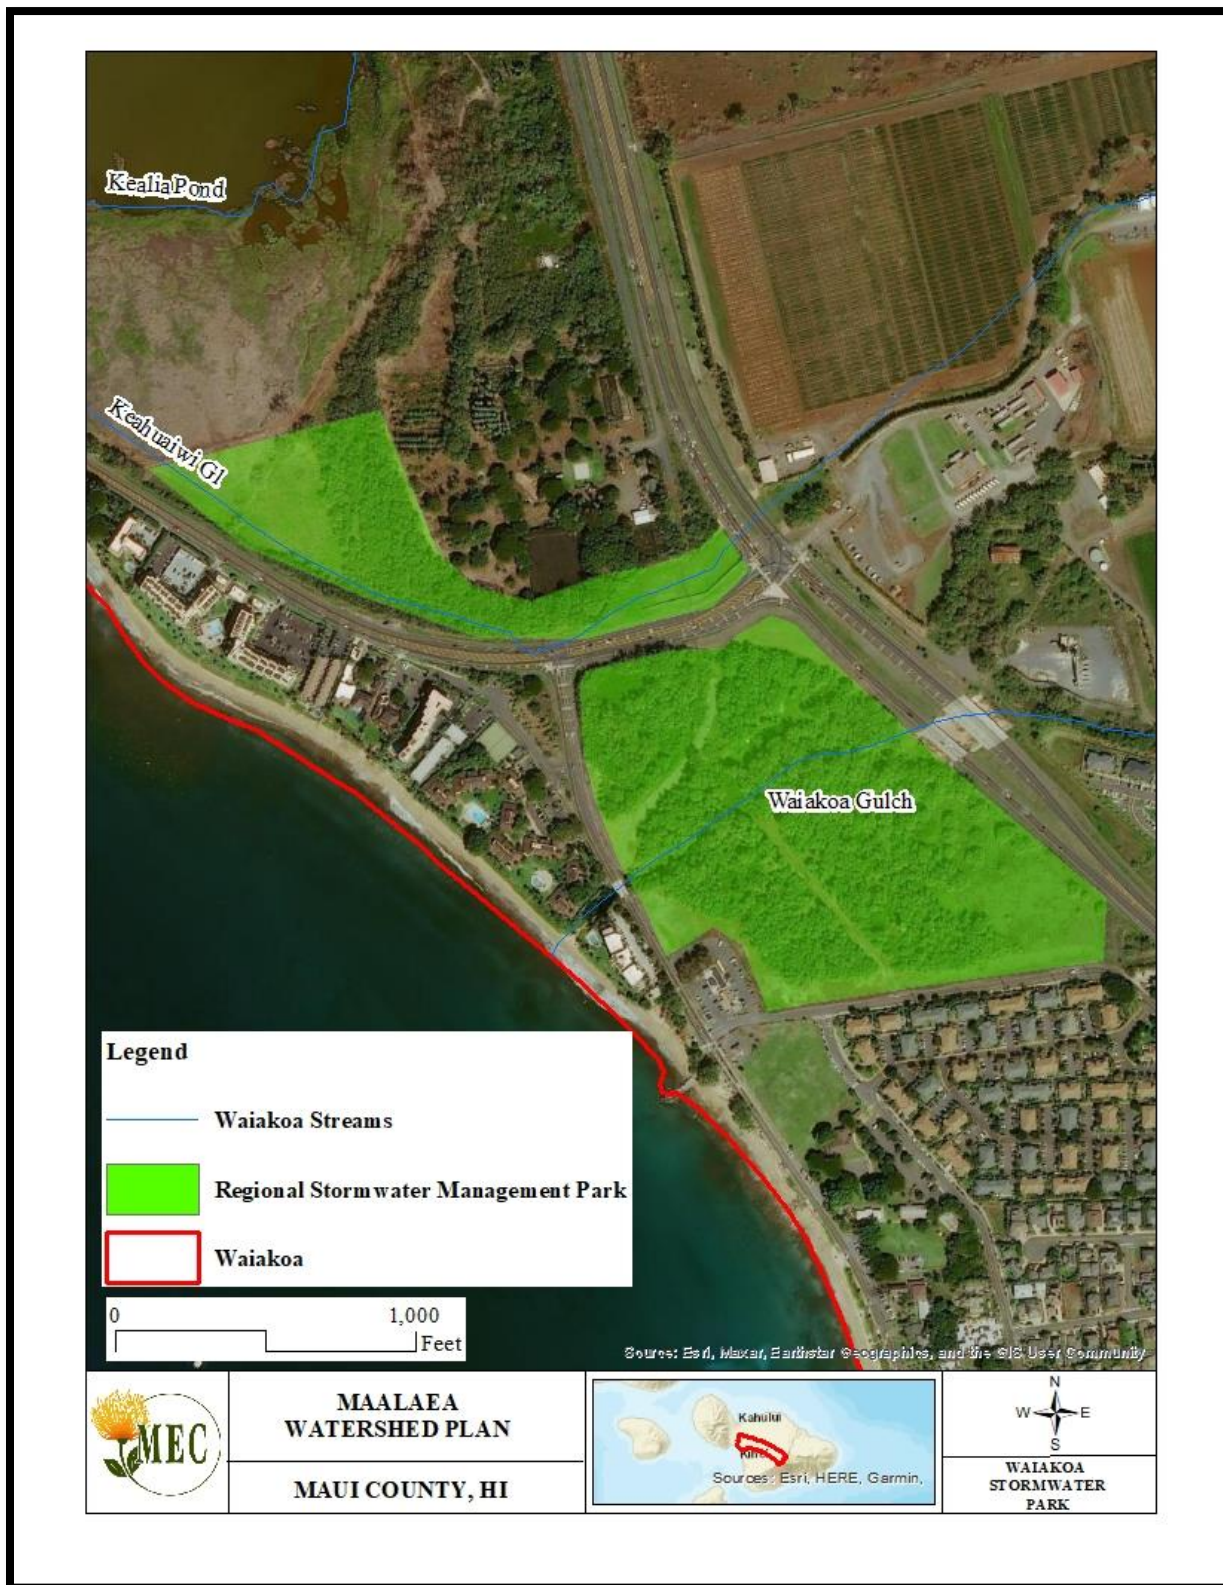 Kealia Pond
Keahuaiwi Gl
Waiakoa Gulch
Legend
Waiakoa Streams
Regional Stormwater Management Park
Waiakoa
0
1,000
Feet
Source: Esri, Maxar, Earthstar Geographics, and the GIS User Community
MEC
MAALAEA
WATERSHED PLAN
MAUI COUNTY, HI
Kahului
Kihei
Sources: Esri, HERE, Garmin,
N
W
E
S
WAIAKOA
STORMWATER
PARK